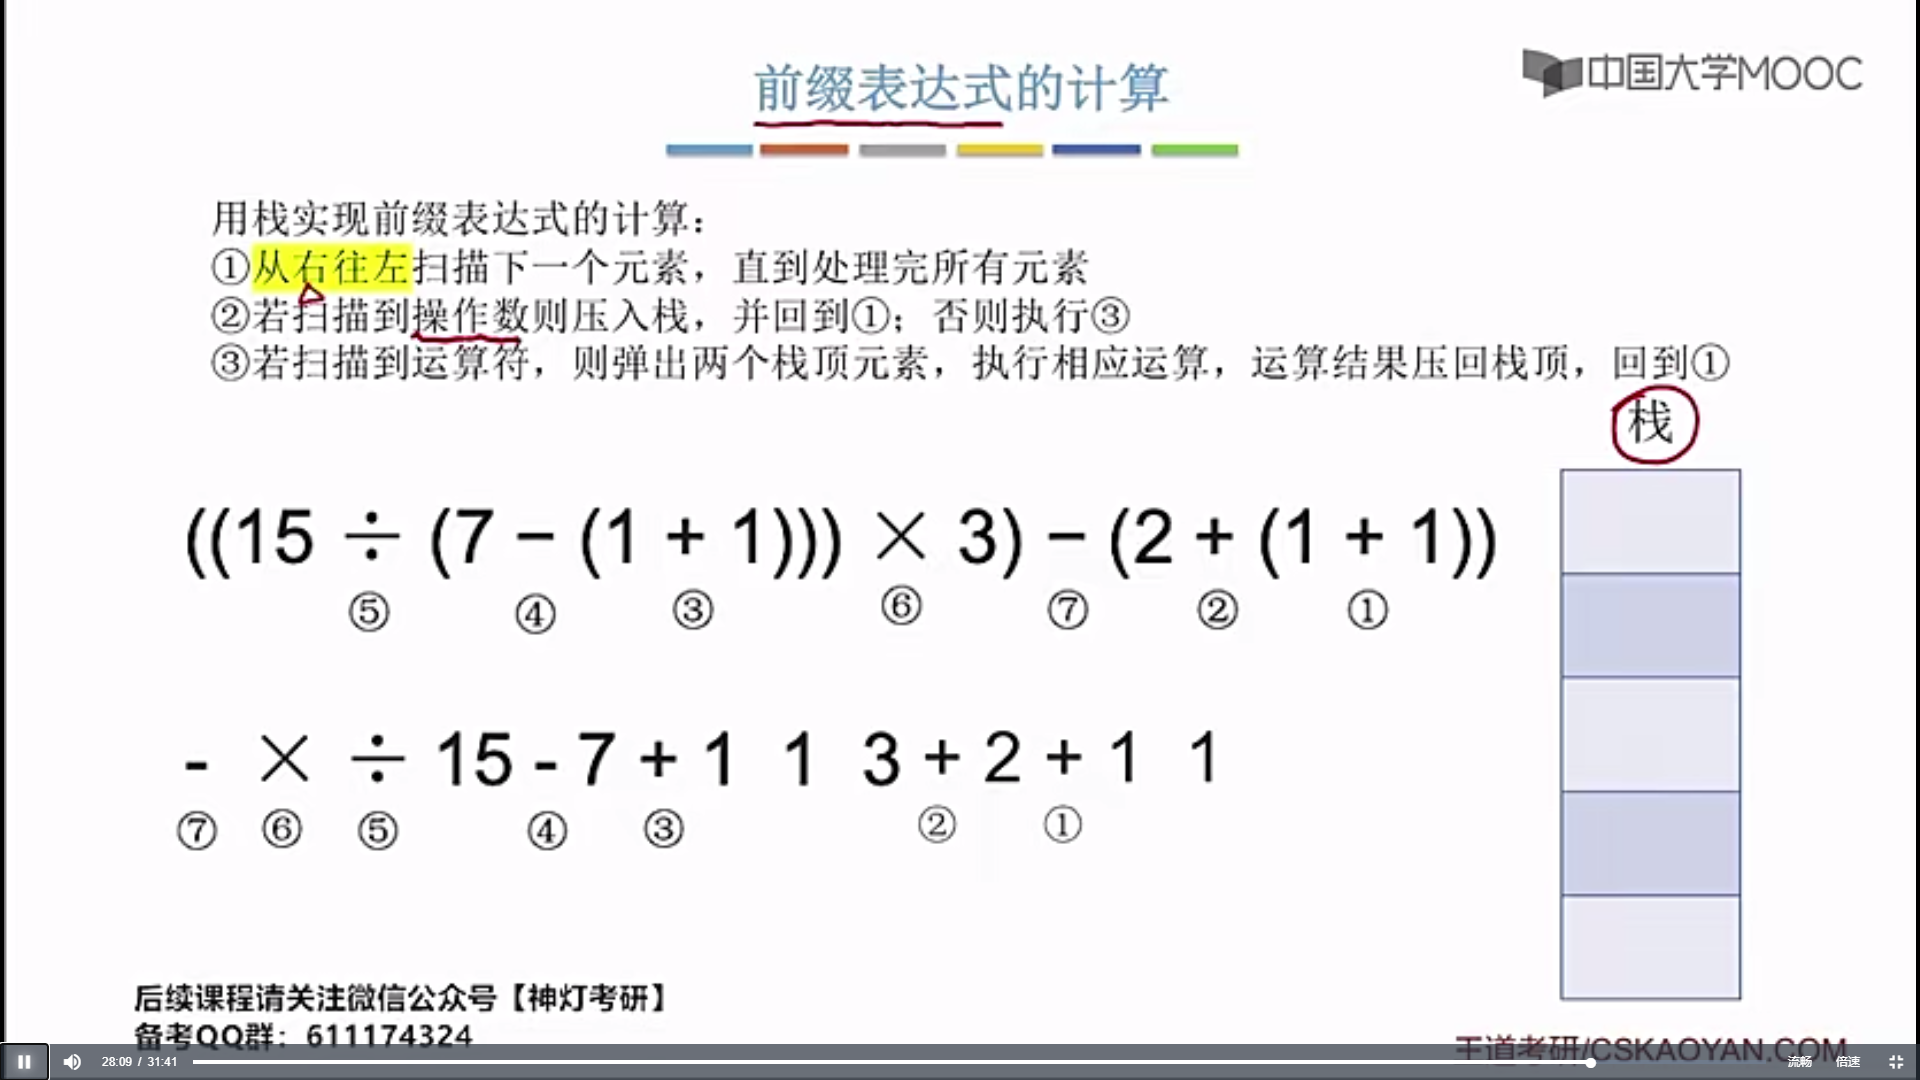 中国大学MOOC
前缀表达式的计算
用栈实现前缀表达式的计算：
①从右往左扫描下一个元素，直到处理完所有元素
②若扫描到操作数则压入栈，并回到①；否则执行③
③若扫描到运算符，则弹出两个栈顶元素，执行相应运算，运算结果压回栈顶，回到①
栈
((15 ÷ (7 − (1 + 1))) × 3) − (2 + (1 + 1))
⑤ ④ ③ ⑥ ⑦ ② ①
- × ÷ 15 - 7 + 1 1 3 + 2 + 1 1
⑦ ⑥ ⑤ ④ ③ ② ①
后续课程请关注微信公众号【神灯考研】
备考QQ群：611174324
王道考研/CSKAOYAN.COM
28:09 / 31:41 流畅 倍速